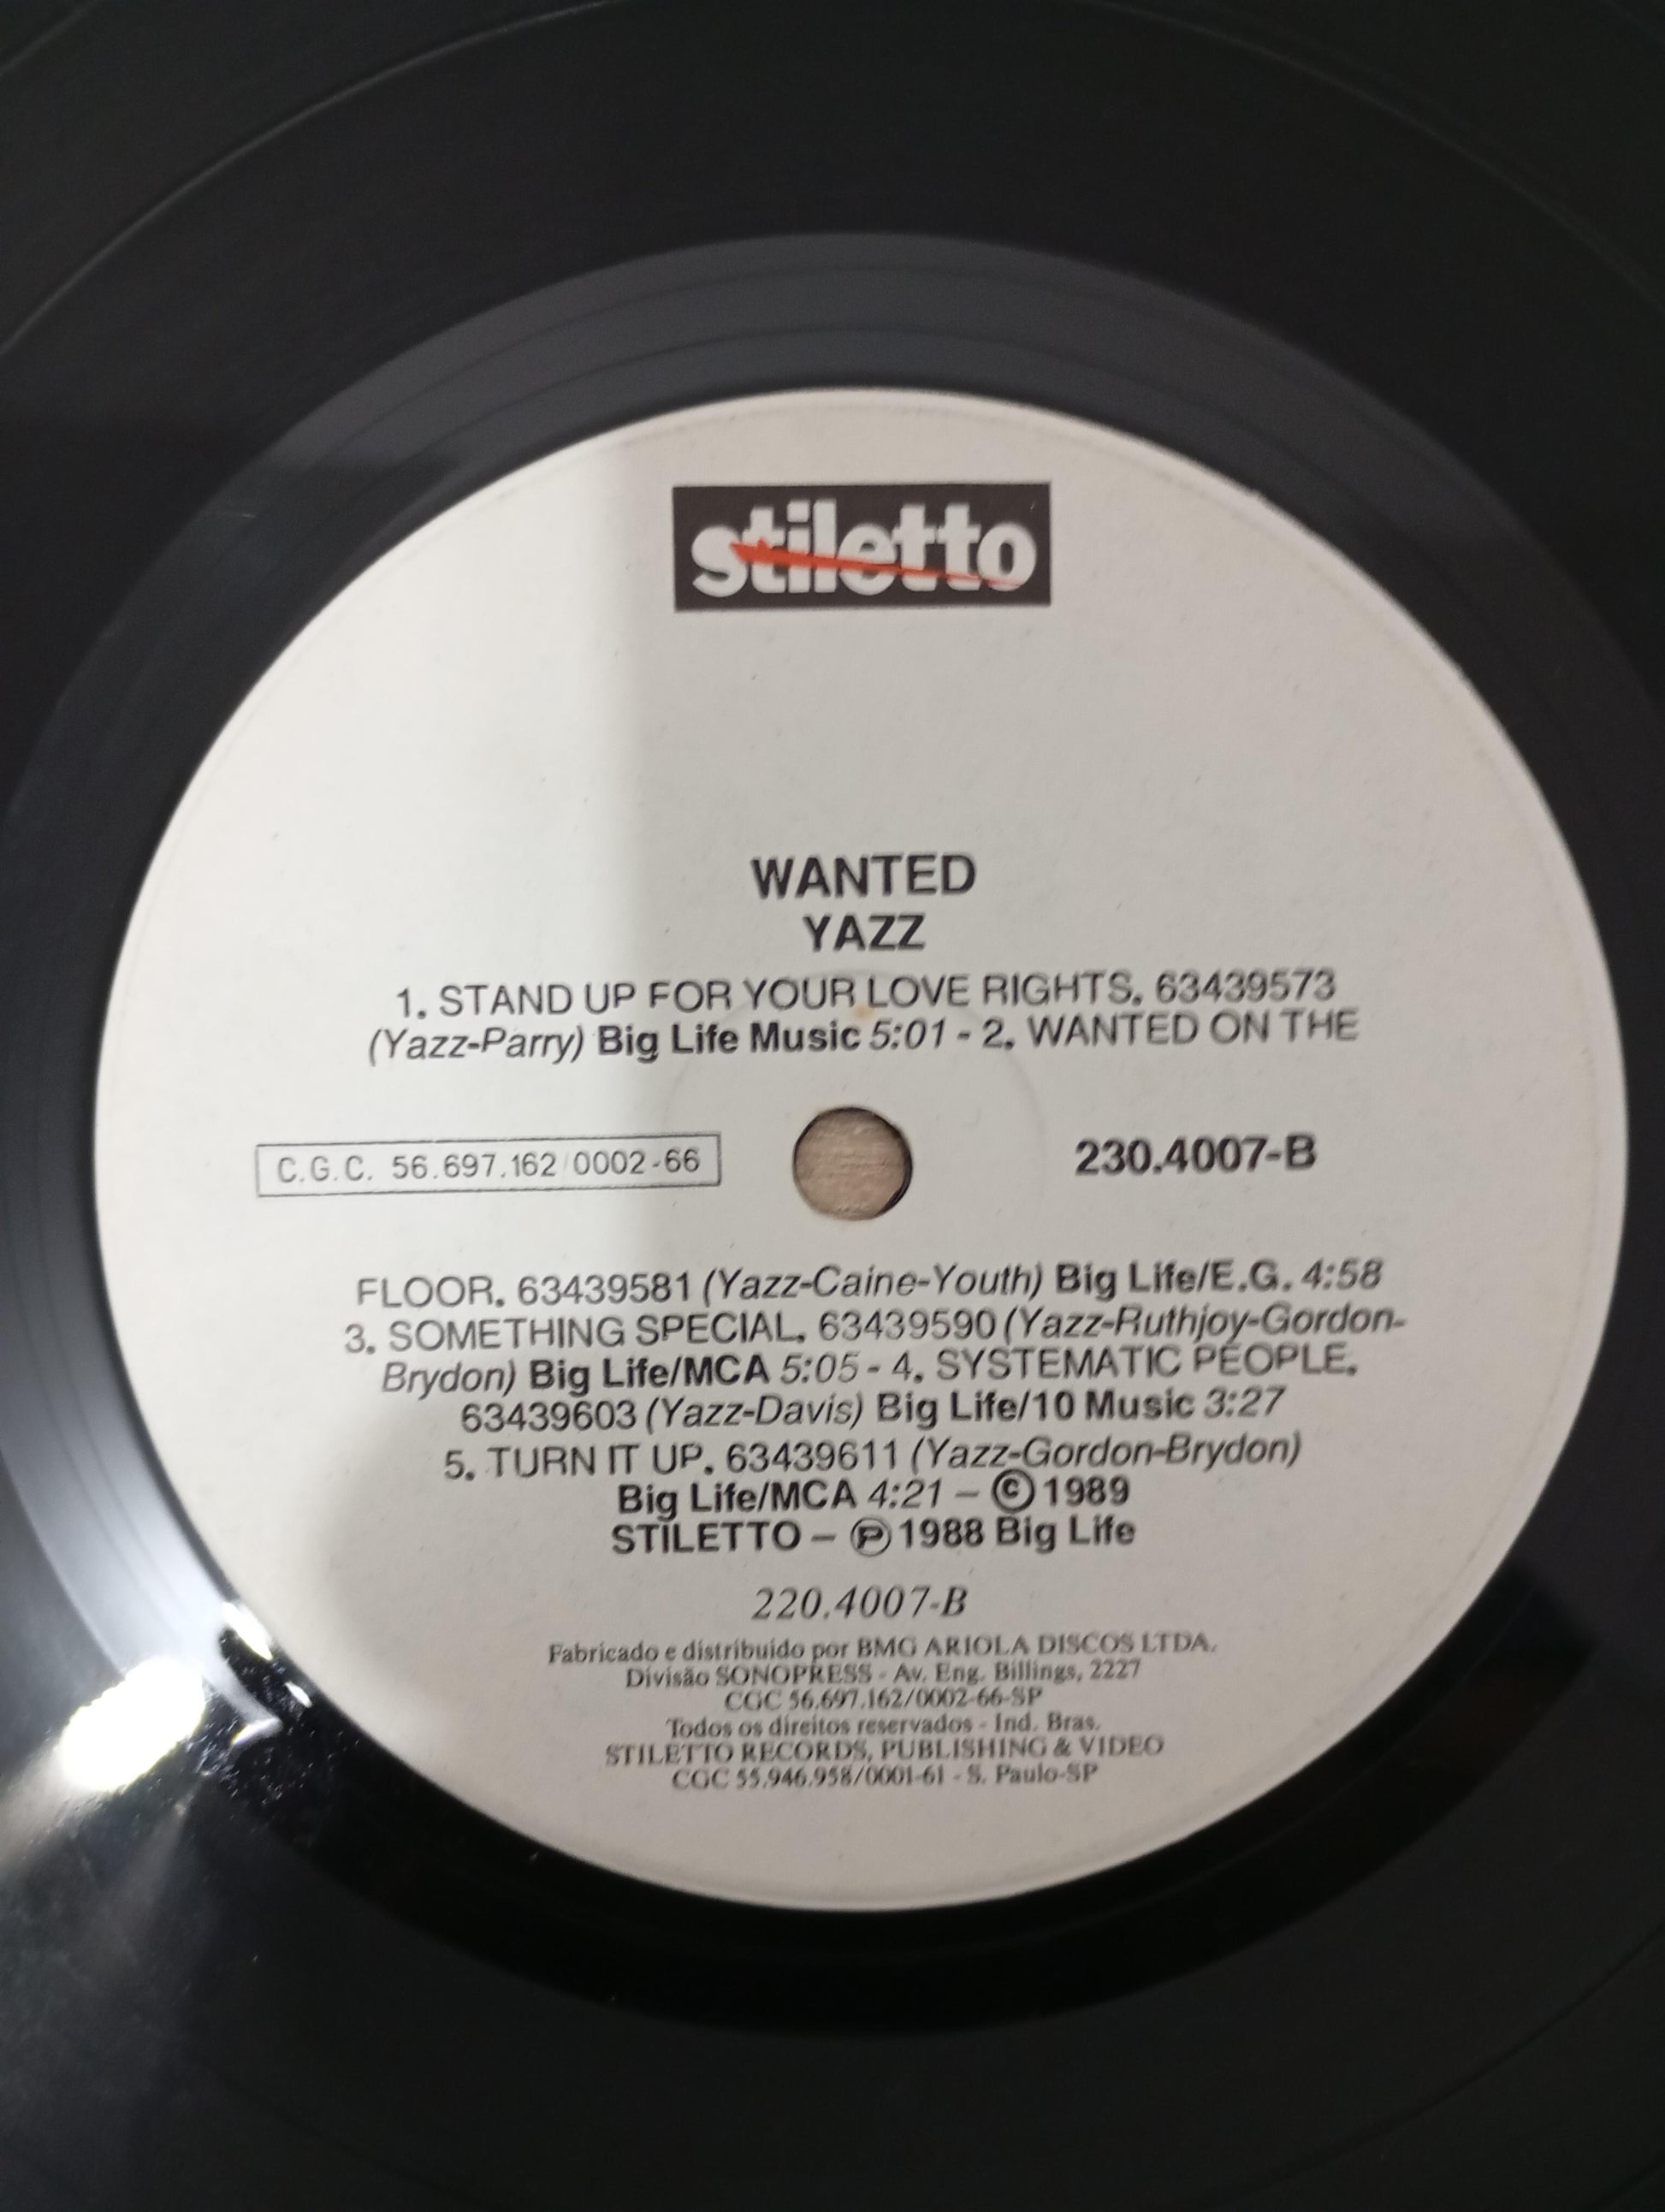 stiletto
WANTED
YAZZ
1. STAND UP FOR YOUR LOVE RIGHTS. 63439573
(Yazz-Parry) Big Life Music 5:01 - 2. WANTED ON THE
C.G.C. 56.697.162/0002-66
230.4007-B
FLOOR. 63439581 (Yazz-Caine-Youth) Big Life/E.G. 4:58
3. SOMETHING SPECIAL. 63439590 (Yazz-Ruthjoy-Gordon-
Brydon) Big Life/MCA 5:05 - 4. SYSTEMATIC PEOPLE.
63439603 (Yazz-Davis) Big Life/10 Music 3:27
5. TURN IT UP. 63439611 (Yazz-Gordon-Brydon)
Big Life/MCA 4:21 – © 1989
STILETTO – ℗ 1988 Big Life
220.4007-B
Fabricado e distribuído por BMG ARIOLA DISCOS LTDA.
Divisão SONOPRESS - Av. Eng. Billings, 2227
CGC 56.697.162/0002-66-SP
Todos os direitos reservados - Ind. Bras.
STILETTO RECORDS, PUBLISHING & VIDEO
CGC 55.946.958/0001-61 - S. Paulo-SP